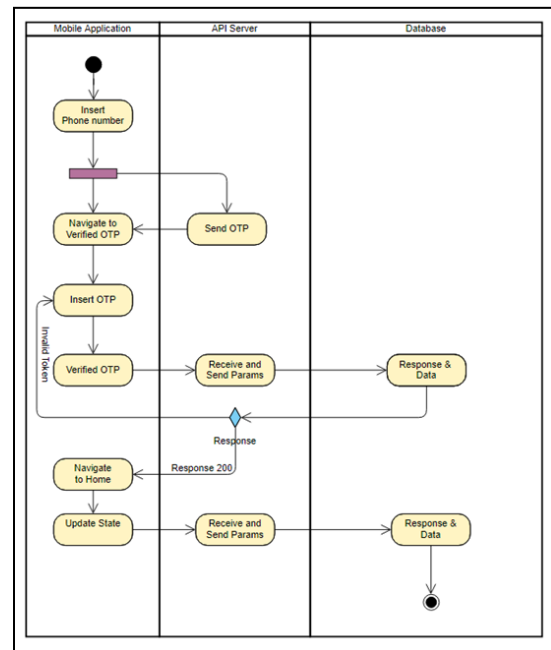 Mobile Application
API Server
Database
Insert
Phone number
Navigate to
Verified OTP
Send OTP
Insert OTP
Invalid Token
Verified OTP
Receive and
Send Params
Response &
Data
Response
Response 200
Navigate
to Home
Update State
Receive and
Send Params
Response &
Data